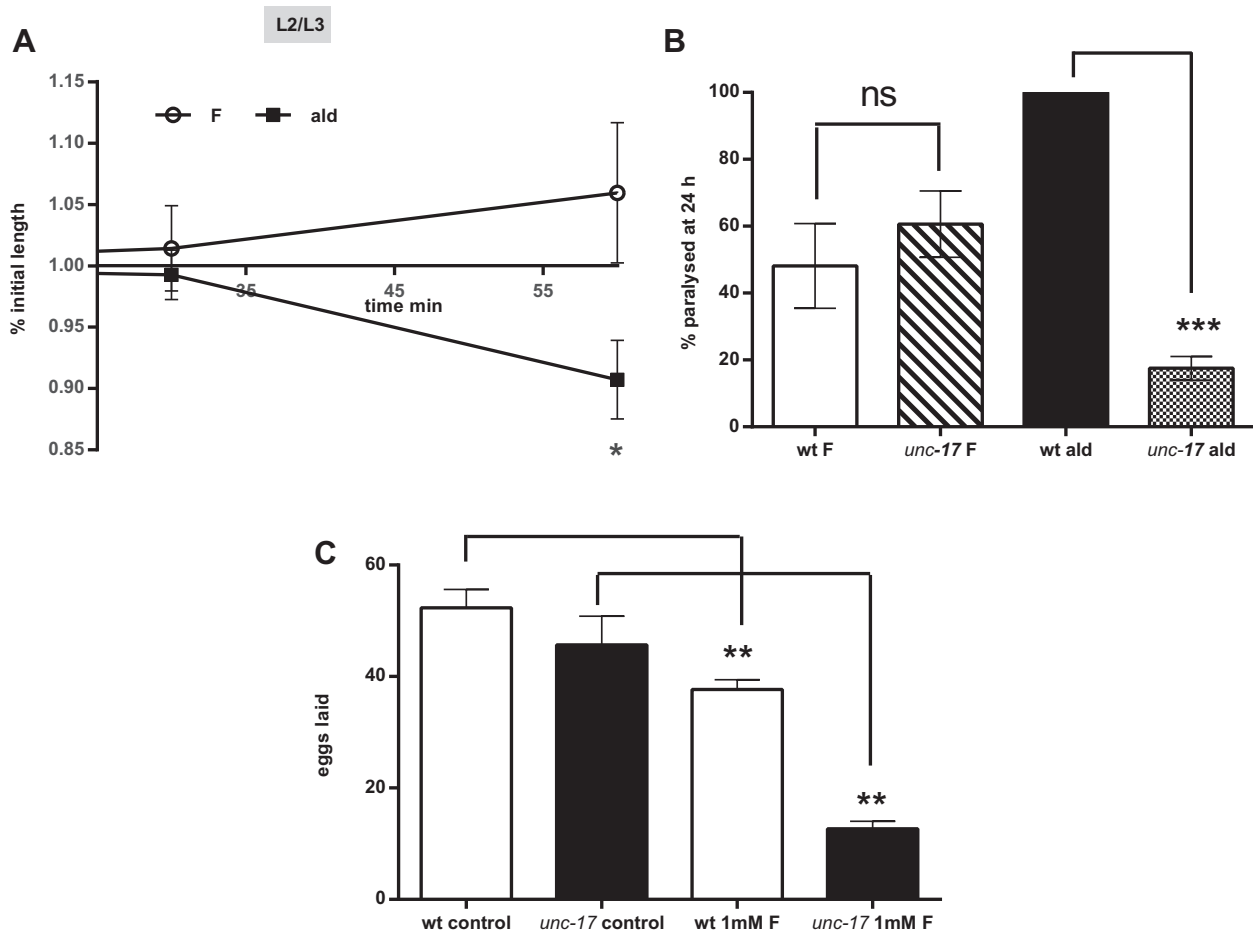 L2/L3
A
1.15
1.10
1.05
1.00
0.95
0.90
0.85
% initial length
F
ald
35
45
55
time min
*
B
100
80
60
40
20
0
% paralysed at 24 h
ns
***
wt F
unc-17 F
wt ald
unc-17 ald
C
60
40
20
0
eggs laid
**
**
wt control
unc-17 control
wt 1mM F
unc-17 1mM F